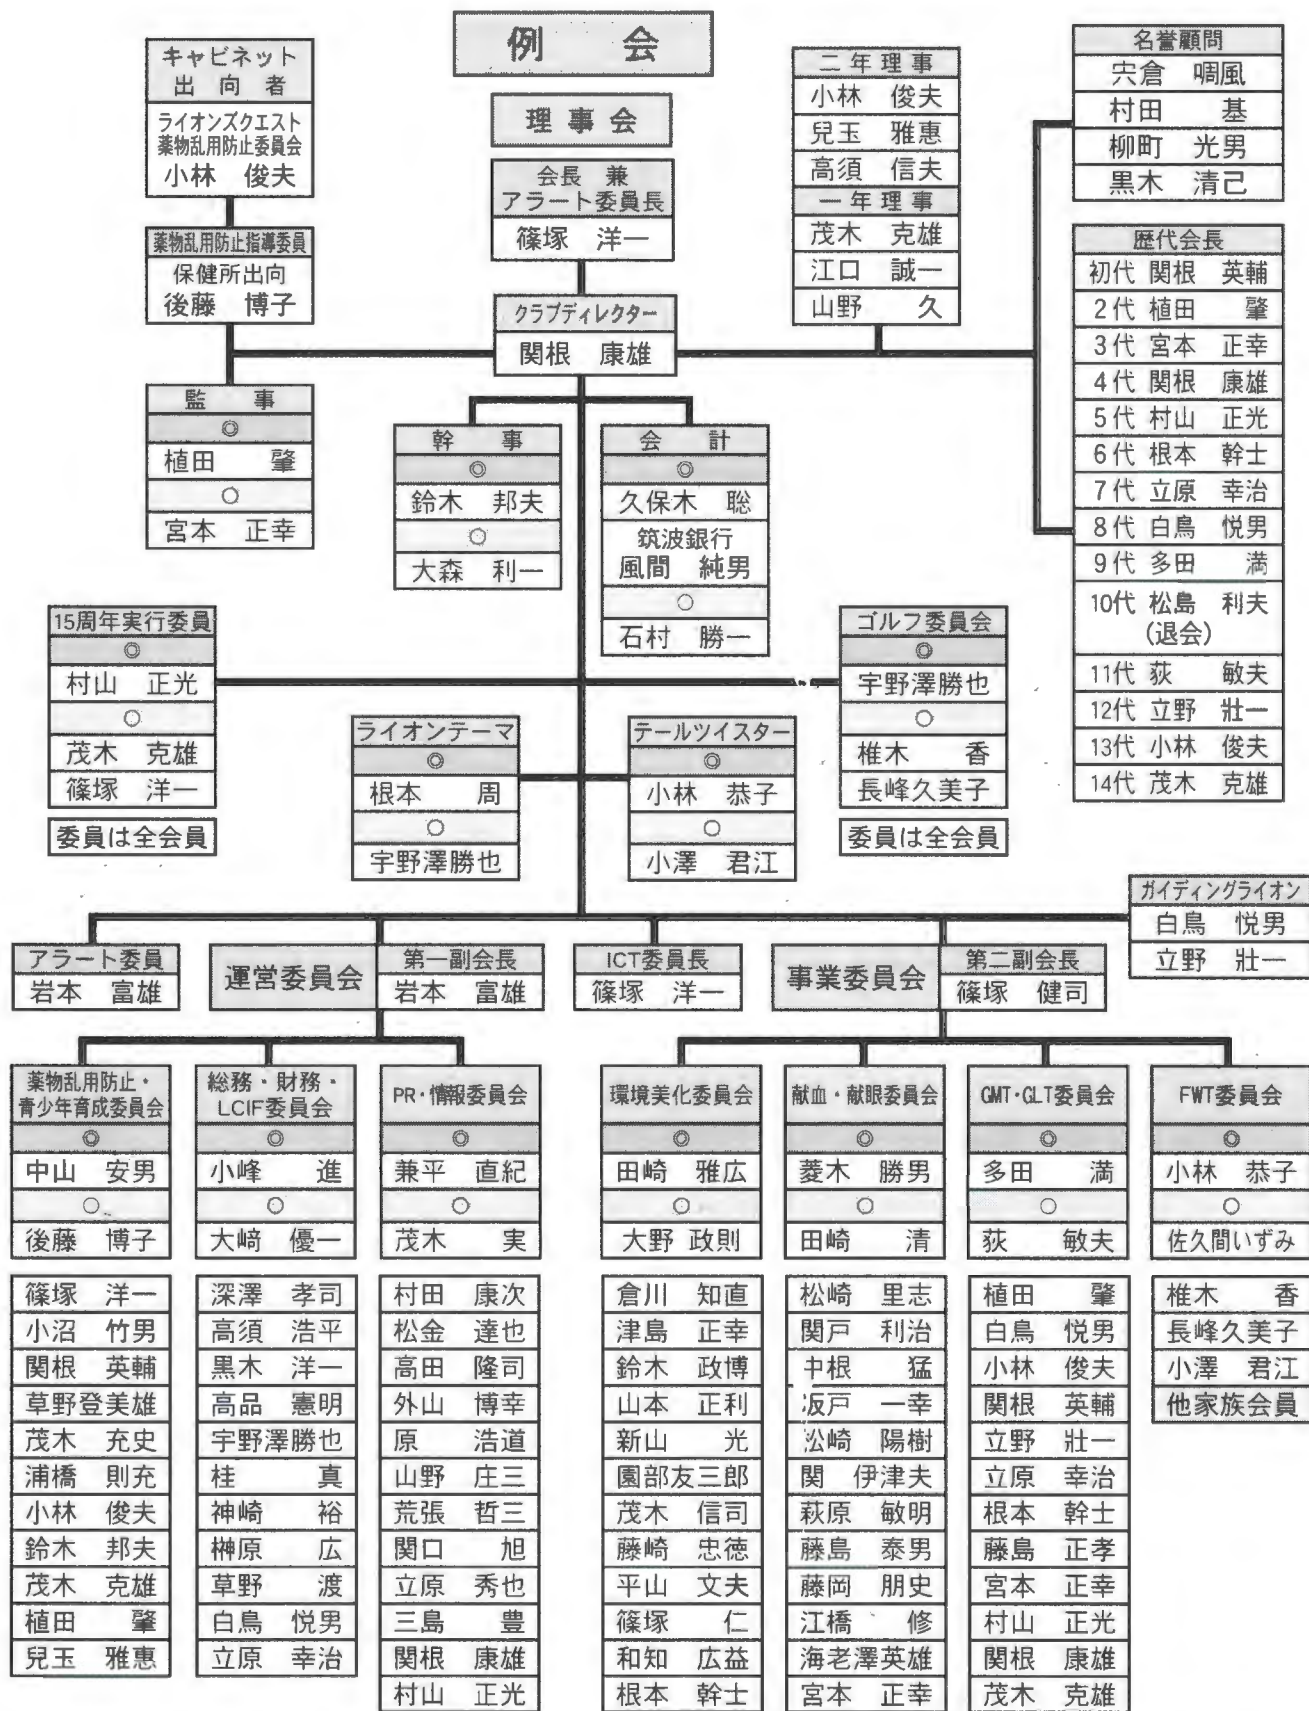 例　会
理事会
会長 兼
アラート委員長
篠塚　洋一
クラブディレクター
関根　康雄
キャビネット
出　向　者
ライオンズクエスト
薬物乱用防止委員会
小林　俊夫
薬物乱用防止指導委員
保健所出向
後藤　博子
監　事
◎
植田　肇
○
宮本　正幸
二年理事
小林　俊夫
兒玉　雅惠
高須　信夫
一年理事
茂木　克雄
江口　誠一
山野　久
名誉顧問
宍倉　啁風
村田　基
柳町　光男
黒木　清己
歴代会長
初代 関根　英輔
2代 植田　肇
3代 宮本　正幸
4代 関根　康雄
5代 村山　正光
6代 根本　幹士
7代 立原　幸治
8代 白鳥　悦男
9代 多田　満
10代 松島　利夫
(退会)
11代 荻　敏夫
12代 立野　壯一
13代 小林　俊夫
14代 茂木　克雄
幹　事
◎
鈴木　邦夫
○
大森　利一
会　計
◎
久保木　聡
筑波銀行
風間　純男
○
石村　勝一
15周年実行委員
◎
村山　正光
○
茂木　克雄
篠塚　洋一
委員は全会員
ゴルフ委員会
◎
宇野澤勝也
○
椎木　香
長峰久美子
委員は全会員
ライオンテーマ
◎
根本　周
○
宇野澤勝也
テールツイスター
◎
小林　恭子
○
小澤　君江
ガイディングライオン
白鳥　悦男
立野　壯一
アラート委員
岩本　富雄
運営委員会
第一副会長
岩本　富雄
ICT委員長
篠塚　洋一
事業委員会
第二副会長
篠塚　健司
薬物乱用防止・
青少年育成委員会
◎
中山　安男
○
後藤　博子
篠塚　洋一
小沼　竹男
関根　英輔
草野登美雄
茂木　充史
浦橋　則充
小林　俊夫
鈴木　邦夫
茂木　克雄
植田　肇
兒玉　雅惠
総務・財務・
LCIF委員会
◎
小峰　進
○
大﨑　優一
深澤　孝司
高須　浩平
黒木　洋一
高品　憲明
宇野澤勝也
桂　真
神崎　裕
榊原　広
草野　渡
白鳥　悦男
立原　幸治
PR・情報委員会
◎
兼平　直紀
○
茂木　実
村田　康次
松金　達也
高田　隆司
外山　博幸
原　浩道
山野　庄三
荒張　哲三
関口　旭
立原　秀也
三島　豊
関根　康雄
村山　正光
環境美化委員会
◎
田崎　雅広
○
大野 政則
倉川　知直
津島　正幸
鈴木　政博
山本　正利
新山　光
園部友三郎
茂木　信司
藤崎　忠徳
平山　文夫
篠塚　仁
和知　広益
根本　幹士
献血・献眼委員会
◎
菱木　勝男
○
田崎　清
松崎　里志
関戸　利治
中根　猛
坂戸　一幸
松崎　陽樹
関　伊津夫
萩原　敏明
藤島　泰男
藤岡　朋史
江橋　修
海老澤英雄
宮本　正幸
GMT・GLT委員会
◎
多田　満
○
荻　敏夫
植田　肇
白鳥　悦男
小林　俊夫
関根　英輔
立野　壯一
立原　幸治
根本　幹士
藤島　正孝
宮本　正幸
村山　正光
関根　康雄
茂木　克雄
FWT委員会
◎
小林　恭子
○
佐久間いずみ
椎木　香
長峰久美子
小澤　君江
他家族会員